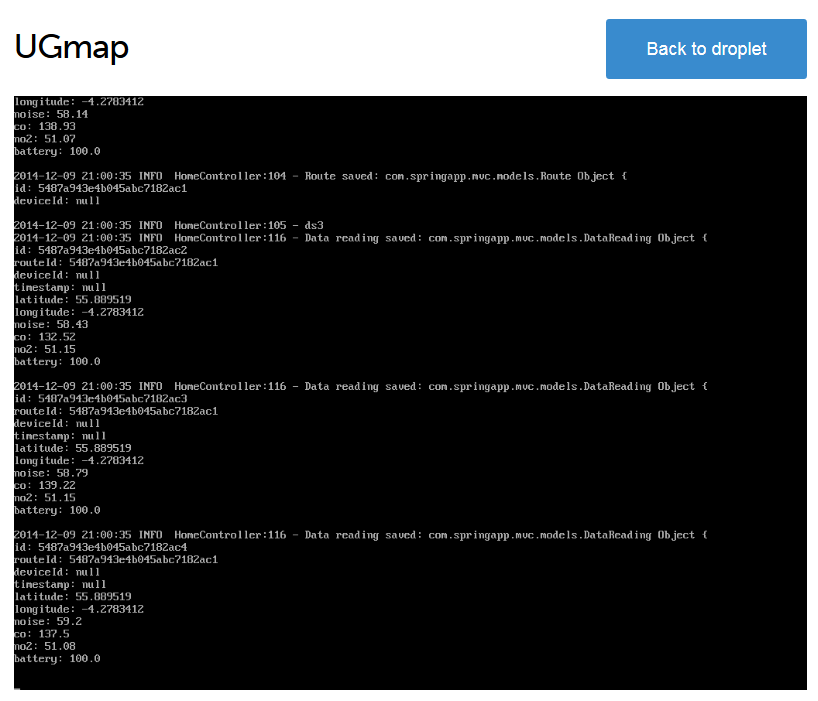 UGmap
Back to droplet
longitude: -4.2783412
noise: 58.14
co: 138.93
no2: 51.07
battery: 100.0
2014-12-09 21:00:35 INFO  HomeController:104 - Route saved: com.springapp.mvc.models.Route Object {
id: 5487a943e4b045abc7182ac1
deviceId: null
2014-12-09 21:00:35 INFO  HomeController:105 - ds3
2014-12-09 21:00:35 INFO  HomeController:116 - Data reading saved: com.springapp.mvc.models.DataReading Object {
id: 5487a943e4b045abc7182ac2
routeId: 5487a943e4b045abc7182ac1
deviceId: null
timestamp: null
latitude: 55.889519
longitude: -4.2783412
noise: 58.43
co: 132.52
no2: 51.15
battery: 100.0
2014-12-09 21:00:35 INFO  HomeController:116 - Data reading saved: com.springapp.mvc.models.DataReading Object {
id: 5487a943e4b045abc7182ac3
routeId: 5487a943e4b045abc7182ac1
deviceId: null
timestamp: null
latitude: 55.889519
longitude: -4.2783412
noise: 58.79
co: 139.22
no2: 51.15
battery: 100.0
2014-12-09 21:00:35 INFO  HomeController:116 - Data reading saved: com.springapp.mvc.models.DataReading Object {
id: 5487a943e4b045abc7182ac4
routeId: 5487a943e4b045abc7182ac1
deviceId: null
timestamp: null
latitude: 55.889519
longitude: -4.2783412
noise: 59.2
co: 137.5
no2: 51.08
battery: 100.0